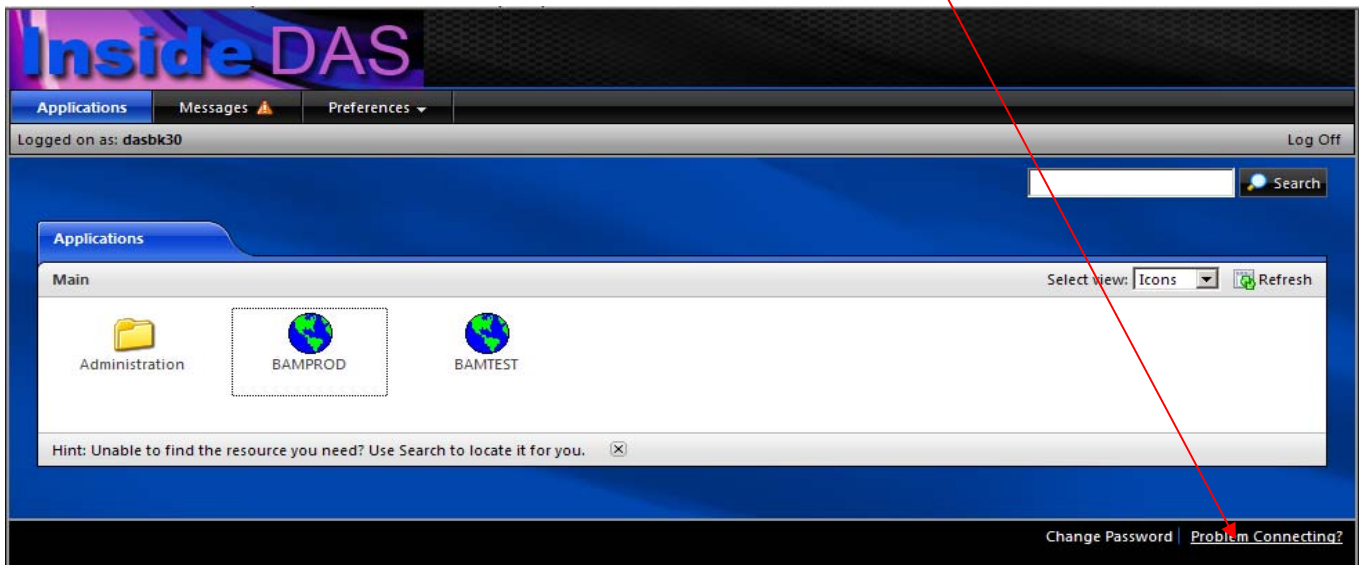 Inside DAS
Applications Messages Preferences
Logged on as: dasbk30 Log Off
Search
Applications
Main Select view: Icons Refresh
Administration BAMPROD BAMTEST
Hint: Unable to find the resource you need? Use Search to locate it for you.
Change Password | Problem Connecting?